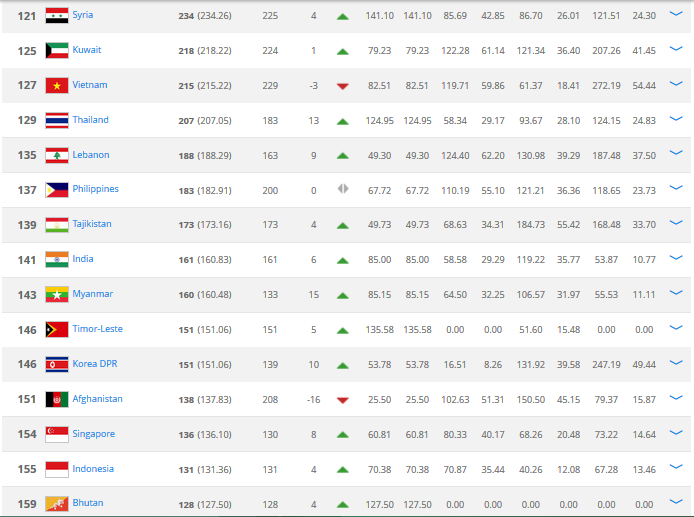 121 Syria 234 (234.26) 225 4 141.10 141.10 85.69 42.85 86.70 26.01 121.51 24.30
125 Kuwait 218 (218.22) 224 1 79.23 79.23 122.28 61.14 121.34 36.40 207.26 41.45
127 Vietnam 215 (215.22) 229 -3 82.51 82.51 119.71 59.86 61.37 18.41 272.19 54.44
129 Thailand 207 (207.05) 183 13 124.95 124.95 58.34 29.17 93.67 28.10 124.15 24.83
135 Lebanon 188 (188.29) 163 9 49.30 49.30 124.40 62.20 130.98 39.29 187.48 37.50
137 Philippines 183 (182.91) 200 0 67.72 67.72 110.19 55.10 121.21 36.36 118.65 23.73
139 Tajikistan 173 (173.16) 173 4 49.73 49.73 68.63 34.31 184.73 55.42 168.48 33.70
141 India 161 (160.83) 161 6 85.00 85.00 58.58 29.29 119.22 35.77 53.87 10.77
143 Myanmar 160 (160.48) 133 15 85.15 85.15 64.50 32.25 106.57 31.97 55.53 11.11
146 Timor-Leste 151 (151.06) 151 5 135.58 135.58 0.00 0.00 51.60 15.48 0.00 0.00
146 Korea DPR 151 (151.06) 139 10 53.78 53.78 16.51 8.26 131.92 39.58 247.19 49.44
151 Afghanistan 138 (137.83) 208 -16 25.50 25.50 102.63 51.31 150.50 45.15 79.37 15.87
154 Singapore 136 (136.10) 130 8 60.81 60.81 80.33 40.17 68.26 20.48 73.22 14.64
155 Indonesia 131 (131.36) 131 4 70.38 70.38 70.87 35.44 40.26 12.08 67.28 13.46
159 Bhutan 128 (127.50) 128 4 127.50 127.50 0.00 0.00 0.00 0.00 0.00 0.00